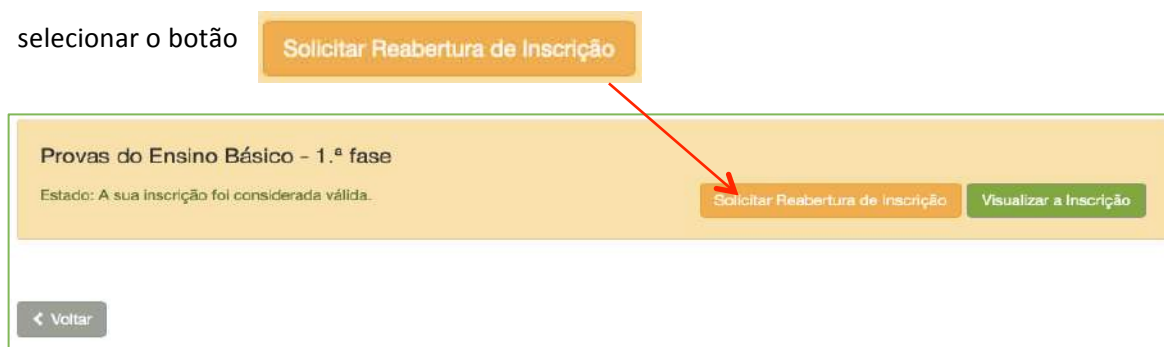 selecionar o botão
Solicitar Reabertura de Inscrição
Provas do Ensino Básico - 1.ª fase
Estado: A sua inscrição foi considerada válida.
Solicitar Reabertura de Inscrição
Visualizar a Inscrição
Voltar